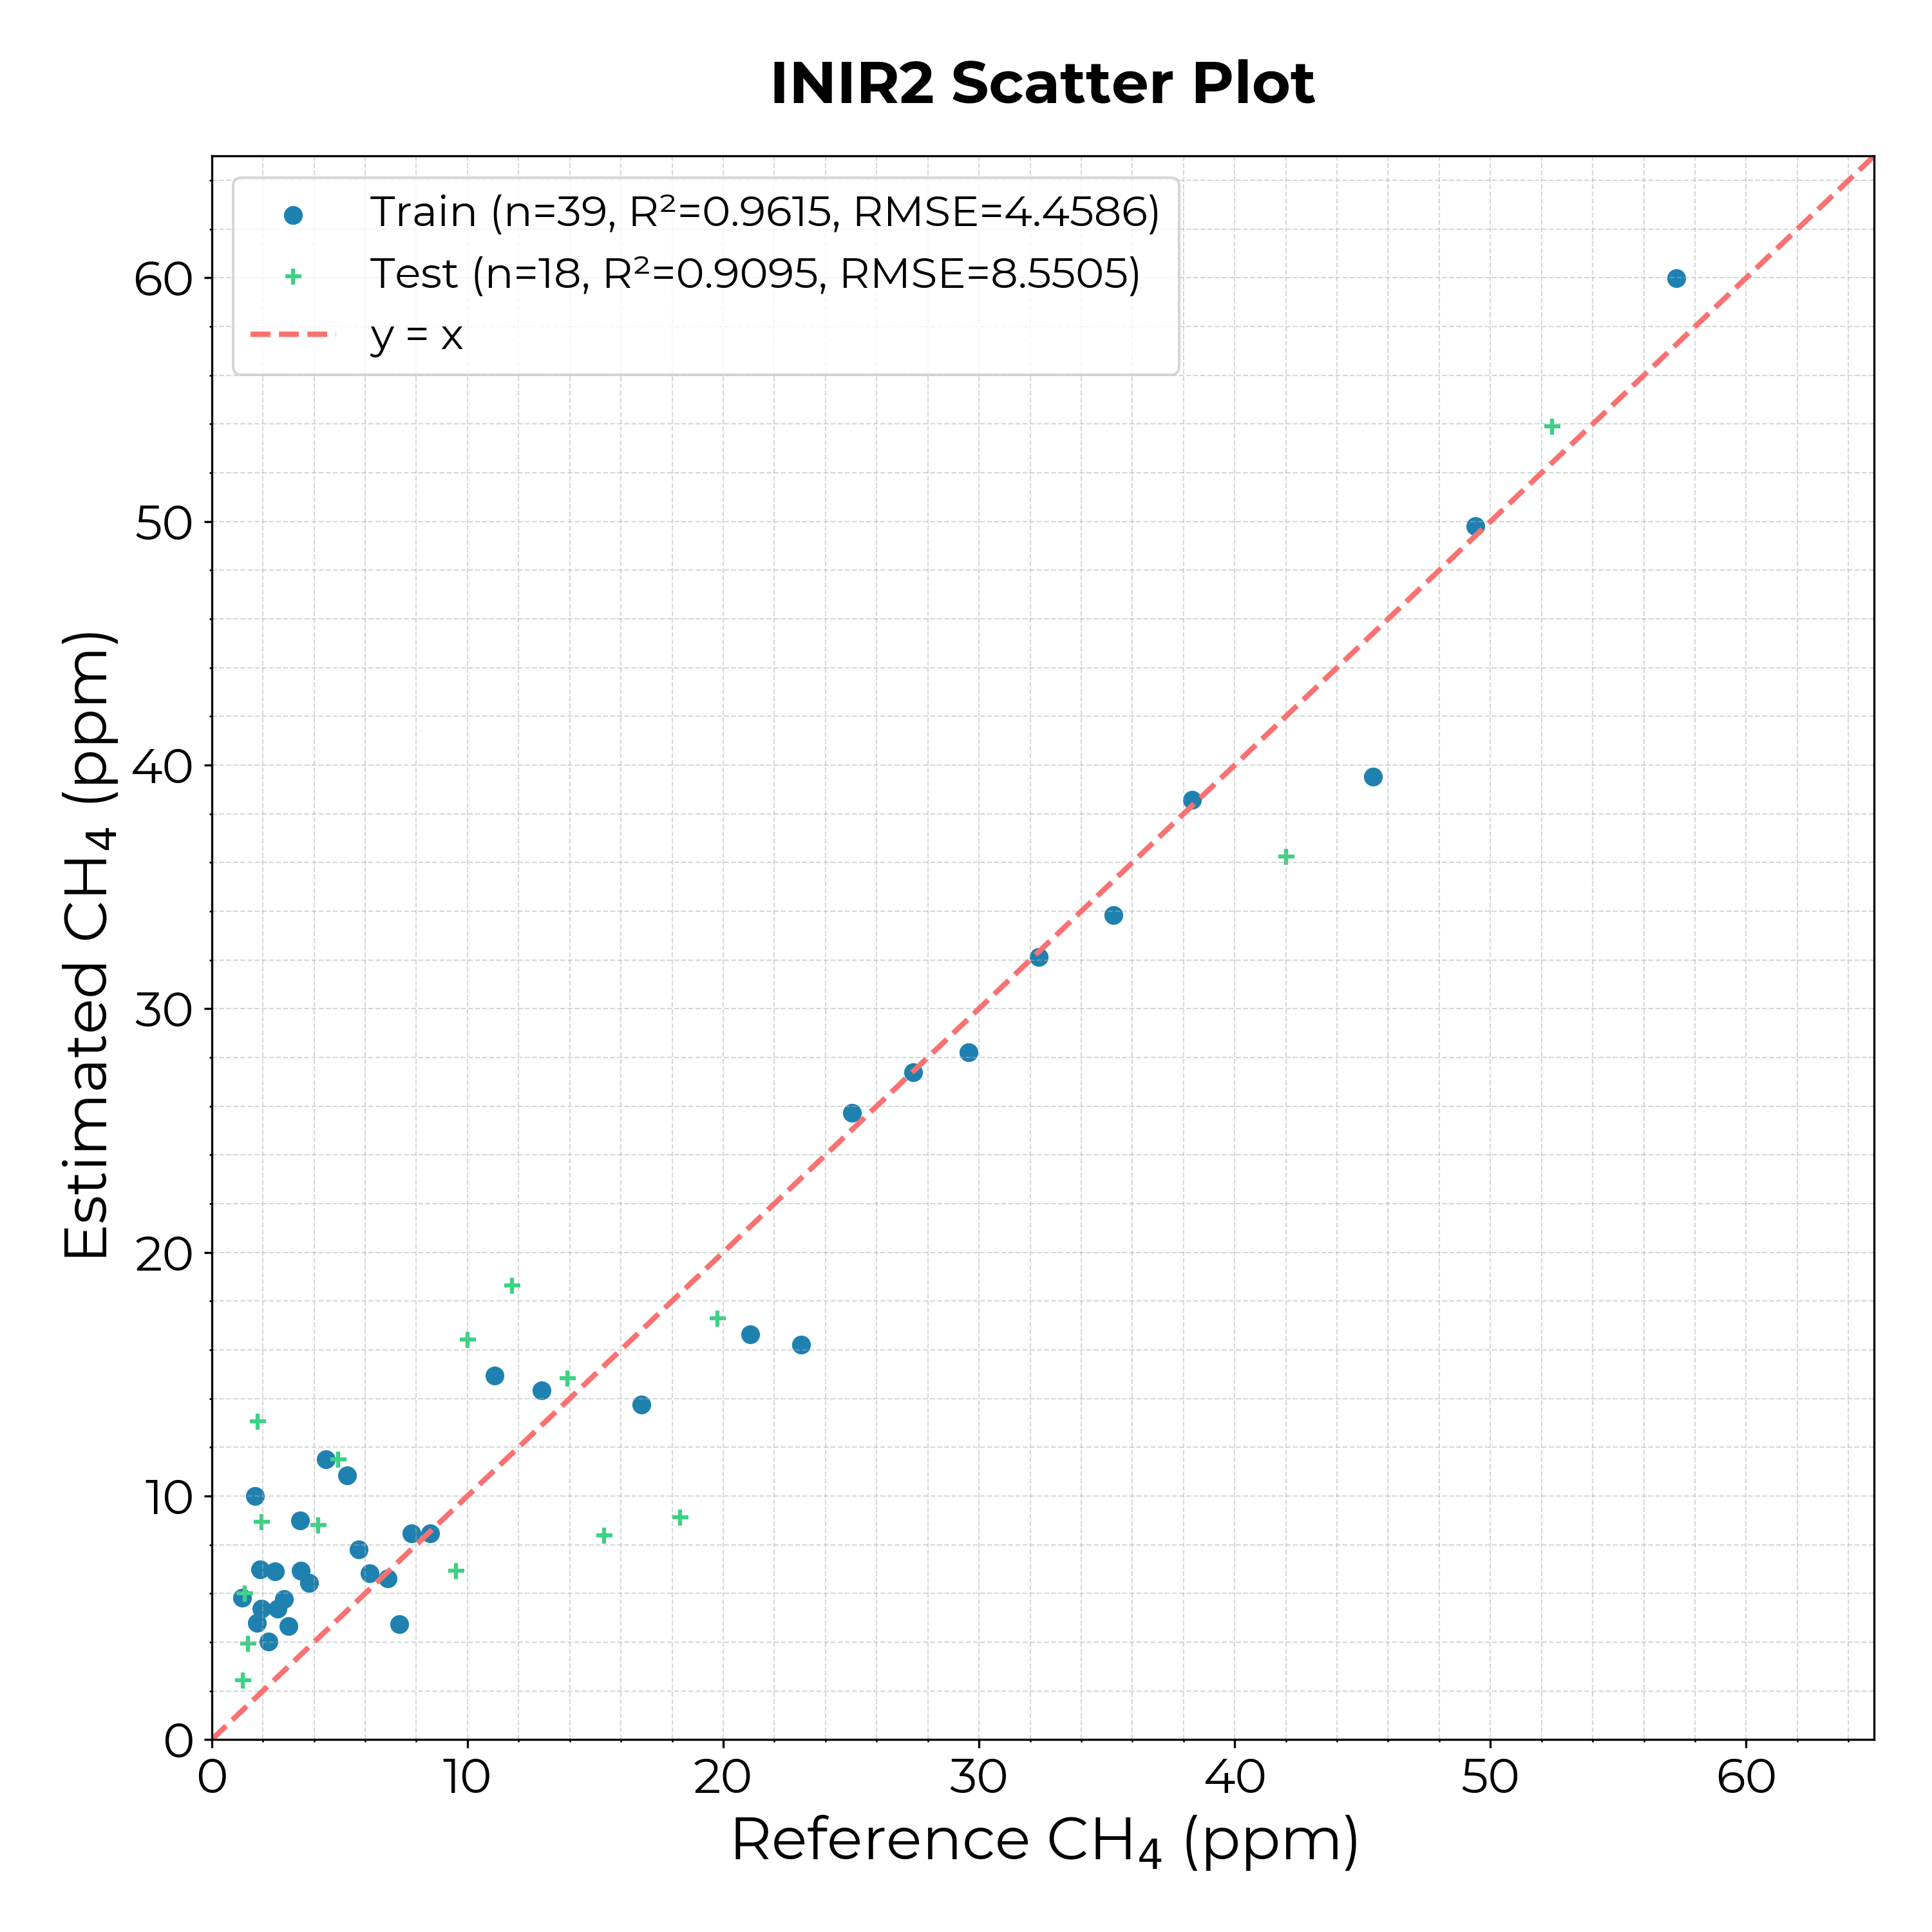 INIR2 Scatter Plot
Train (n=39, R²=0.9615, RMSE=4.4586)
Test (n=18, R²=0.9095, RMSE=8.5505)
y = x
60
50
40
30
20
10
0
Estimated CH₄ (ppm)
0 10 20 30 40 50 60
Reference CH₄ (ppm)